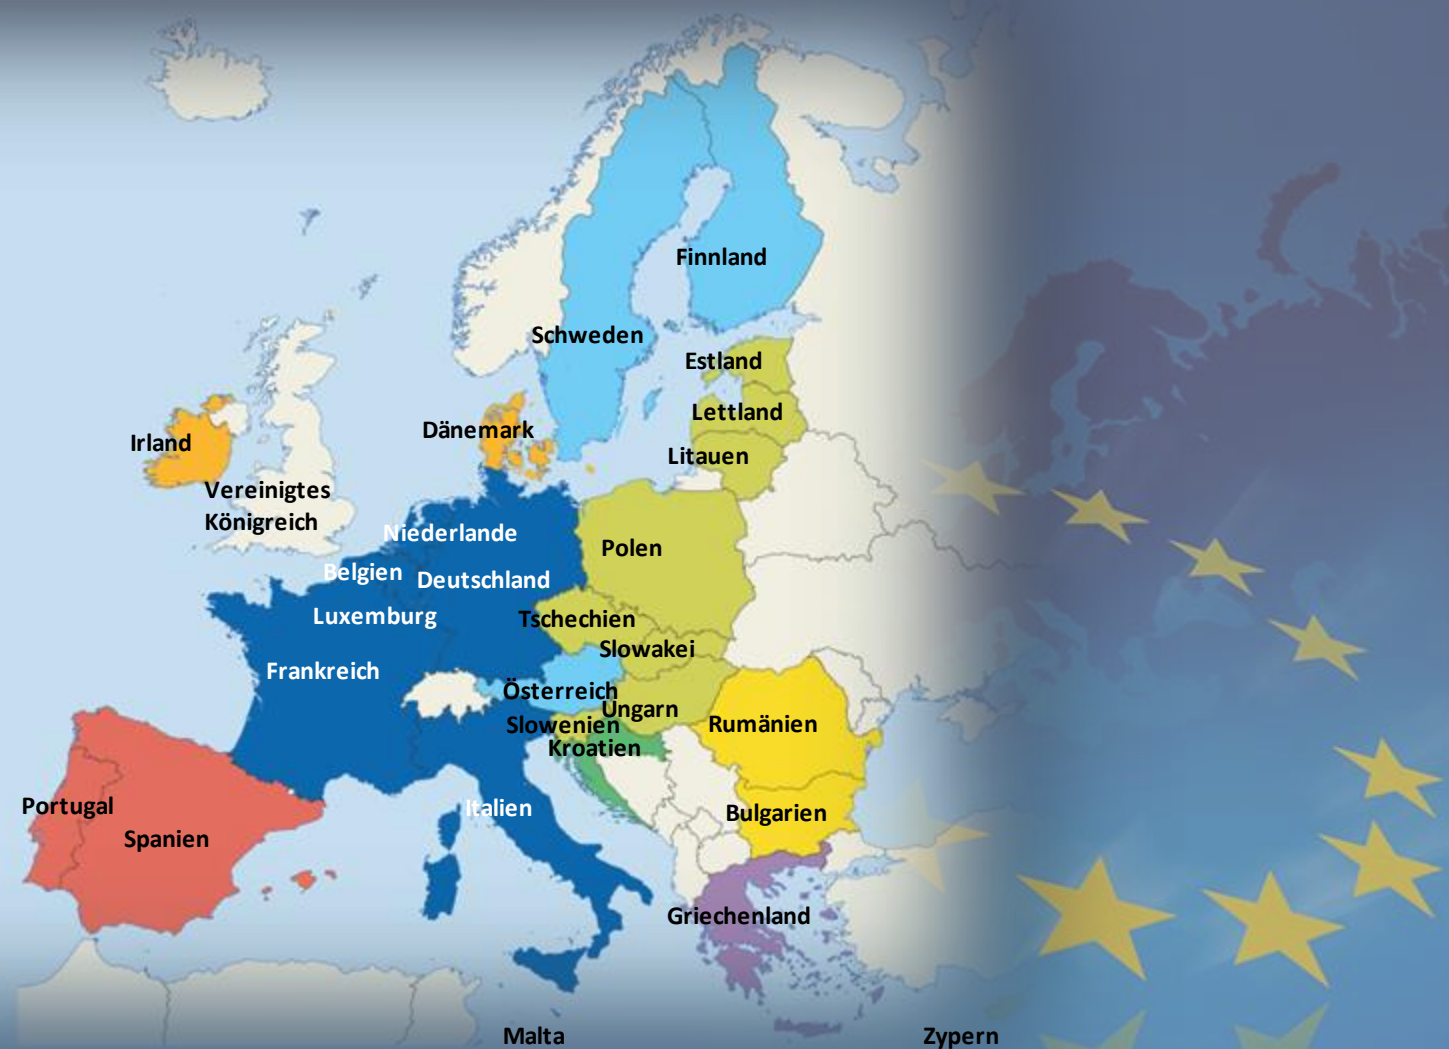 Finnland
Schweden
Estland
Lettland
Dänemark
Irland
Litauen
Vereinigtes
Königreich
Niederlande
Polen
Belgien
Deutschland
Luxemburg
Tschechien
Slowakei
Frankreich
Österreich
Ungarn
Slowenien
Rumänien
Kroatien
Portugal
Italien
Bulgarien
Spanien
Griechenland
Malta
Zypern